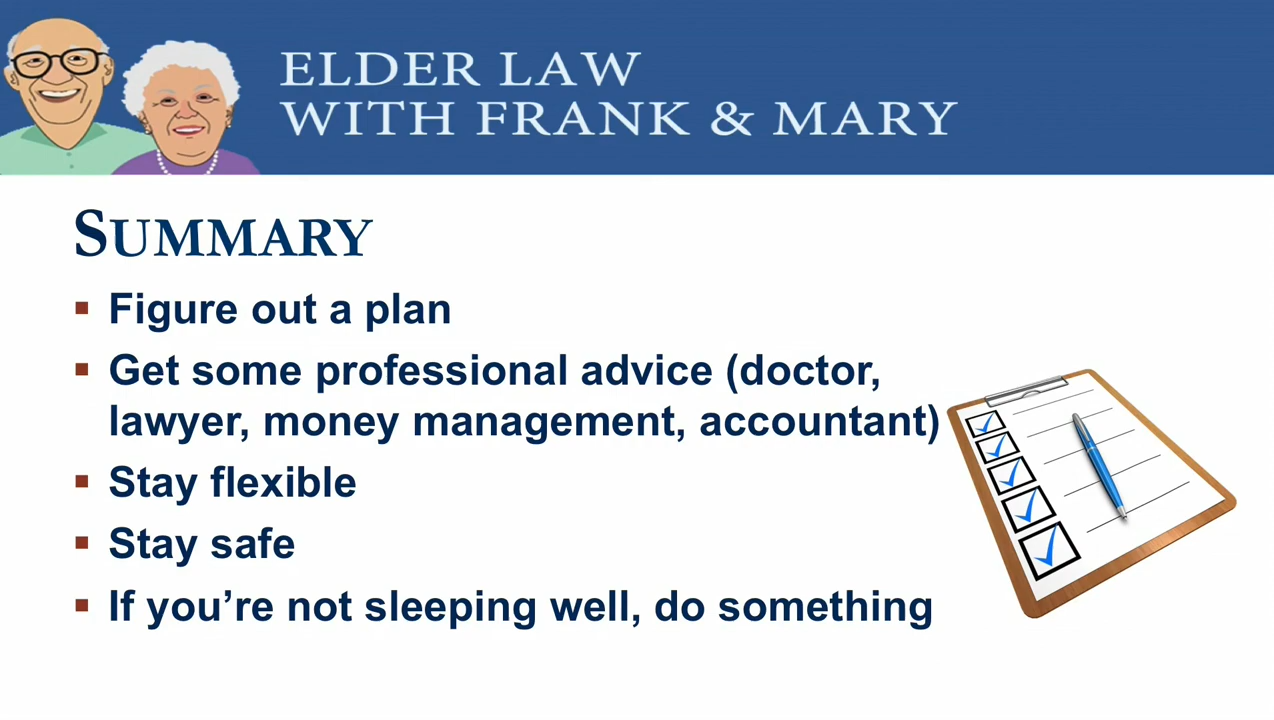 ELDER LAW
WITH FRANK & MARY
SUMMARY
▪ Figure out a plan
▪ Get some professional advice (doctor,
lawyer, money management, accountant)
▪ Stay flexible
▪ Stay safe
▪ If you’re not sleeping well, do something